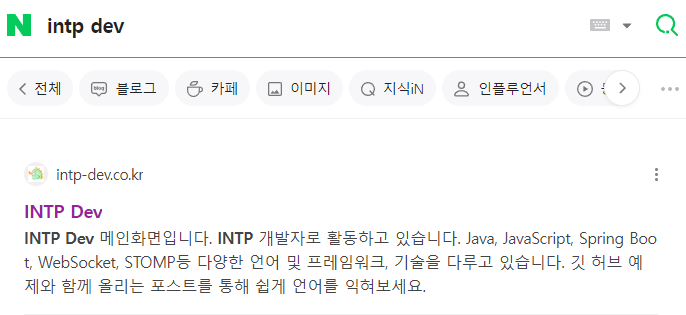 N intp dev
전체 블로그 카페 이미지 지식iN 인플루언서
intp-dev.co.kr
INTP Dev
INTP Dev 메인화면입니다. INTP 개발자로 활동하고 있습니다. Java, JavaScript, Spring Boo
t, WebSocket, STOMP등 다양한 언어 및 프레임워크, 기술을 다루고 있습니다. 깃 허브 예
제와 함께 올리는 포스트를 통해 쉽게 언어를 익혀보세요.